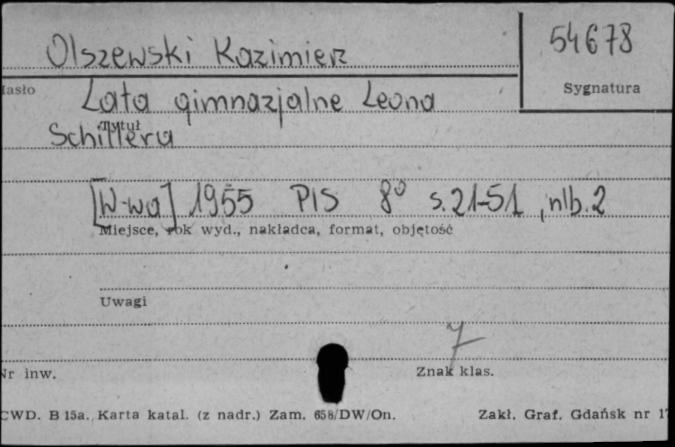 Olszewski Kazimierz
54678
Sygnatura
Hasło
Lata gimnazjalne Leona
Tytuł
Schillera
[W-wa] 1955 PIS 8° s. 21-51, nlb. 2
Miejsce, rok wyd., nakładca, format, objętość
Uwagi
7
Nr inw.
Znak klas.
CWD. B 15a. Karta katal. (z nadr.) Zam. 658/DW/On.
Zakł. Graf. Gdańsk nr 1